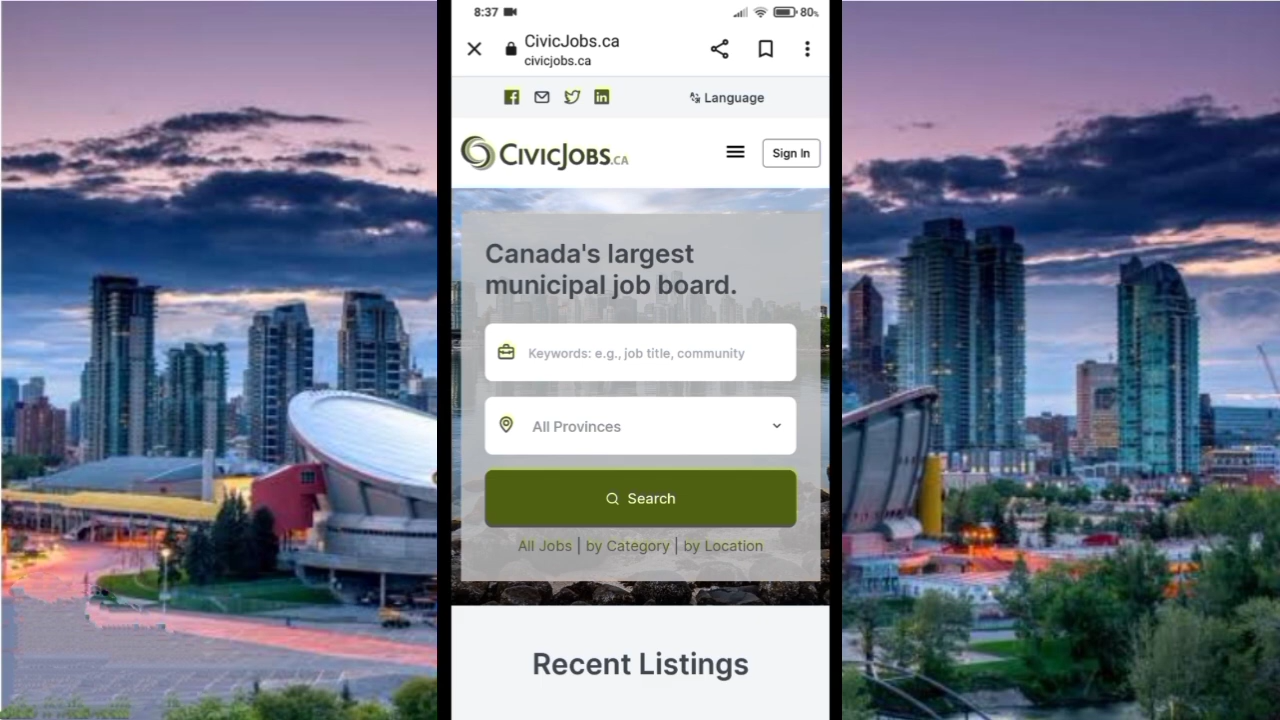 8:37 80%
CivicJobs.ca
civicjobs.ca
Language
CIVICJOBS.CA
Sign In
Canada's largest
municipal job board.
Keywords: e.g., job title, community
All Provinces
Search
All Jobs | by Category | by Location
Recent Listings